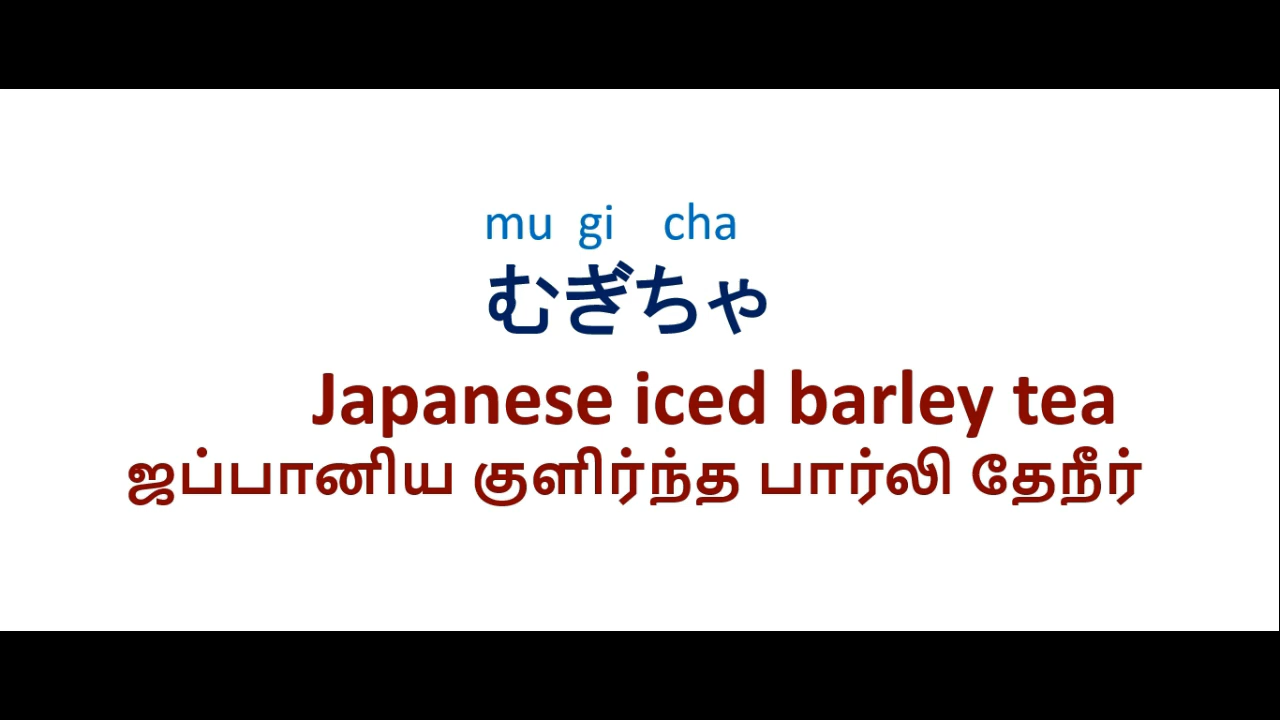 mu gi cha
むぎちゃ
Japanese iced barley tea
ஜப்பானிய குளிர்ந்த பார்லி தேநீர்